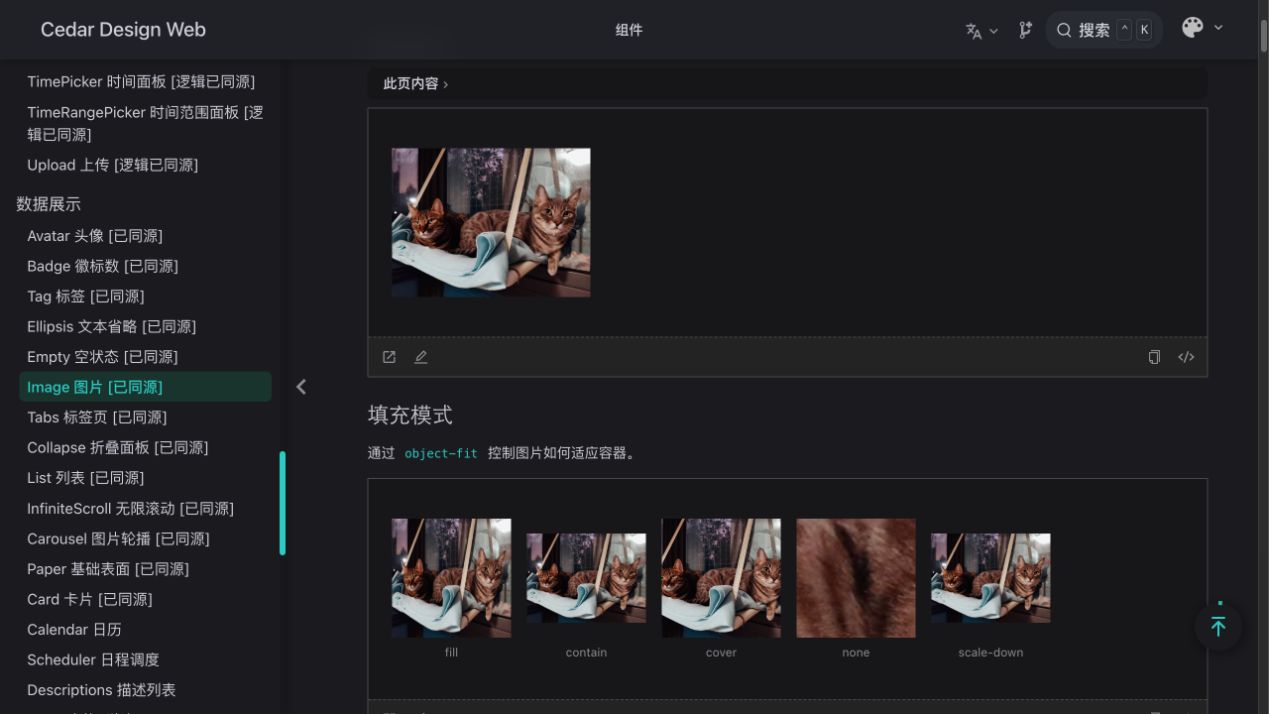 Cedar Design Web
组件
搜索 ^ K
TimePicker 时间面板 [逻辑已同源]
TimeRangePicker 时间范围面板 [逻
辑已同源]
Upload 上传 [逻辑已同源]
数据展示
Avatar 头像 [已同源]
Badge 徽标数 [已同源]
Tag 标签 [已同源]
Ellipsis 文本省略 [已同源]
Empty 空状态 [已同源]
Image 图片 [已同源]
Tabs 标签页 [已同源]
Collapse 折叠面板 [已同源]
List 列表 [已同源]
InfiniteScroll 无限滚动 [已同源]
Carousel 图片轮播 [已同源]
Paper 基础表面 [已同源]
Card 卡片 [已同源]
Calendar 日历
Scheduler 日程调度
Descriptions 描述列表
此页内容 ›
填充模式
通过 object-fit 控制图片如何适应容器。
fill
contain
cover
none
scale-down